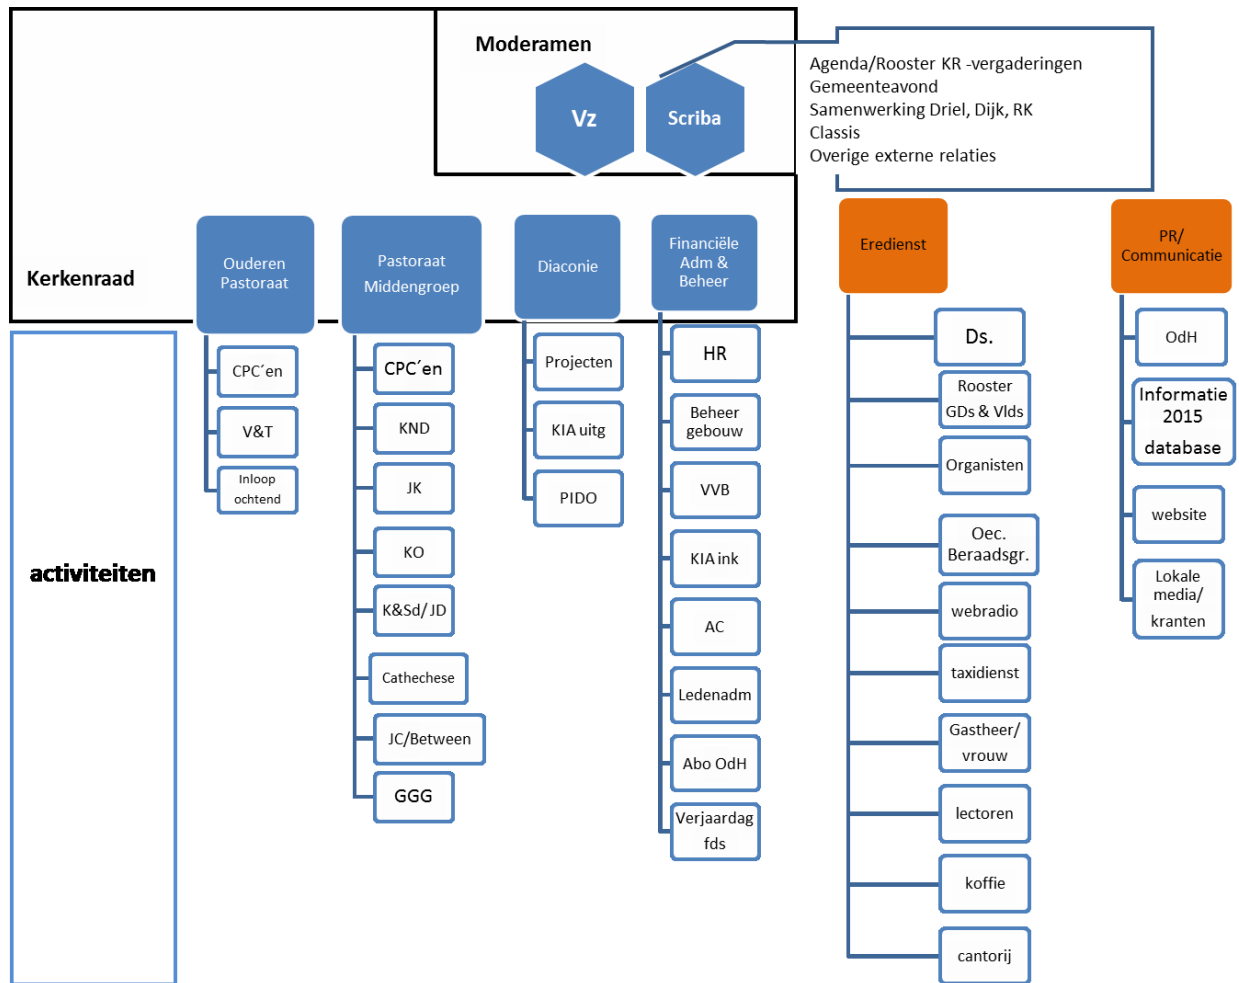 Moderamen
Vz
Scriba
Agenda/Rooster KR -vergaderingen
Gemeenteavond
Samenwerking Driel, Dijk, RK
Classis
Overige externe relaties
Kerkenraad
Ouderen
Pastoraat
Pastoraat
Middengroep
Diaconie
Financiële
Adm &
Beheer
Eredienst
PR/
Communicatie
activiteiten
CPC´en
V&T
Inloop
ochtend
CPC´en
KND
JK
KO
K&Sd/ JD
Cathechese
JC/Between
GGG
Projecten
KIA uitg
PIDO
HR
Beheer
gebouw
VVB
KIA ink
AC
Ledenadm
Abo OdH
Verjaardag
fds
Ds.
Rooster
GDs & Vlds
Organisten
Oec.
Beraadsgr.
webradio
taxidienst
Gastheer/
vrouw
lectoren
koffie
cantorij
OdH
Informatie
2015
database
website
Lokale
media/
kranten